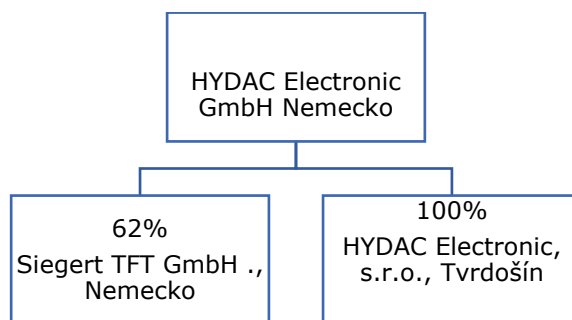 HYDAC Electronic
GmbH Nemecko
62%
Siegert TFT GmbH .,
Nemecko
100%
HYDAC Electronic,
s.r.o., Tvrdošín